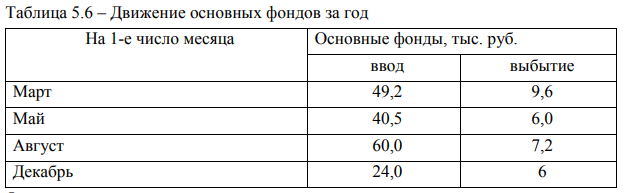 Таблица 5.6 – Движение основных фондов за год
На 1-е число месяца Основные фонды, тыс. руб.
ввод выбытие
Март 49,2 9,6
Май 40,5 6,0
Август 60,0 7,2
Декабрь 24,0 6